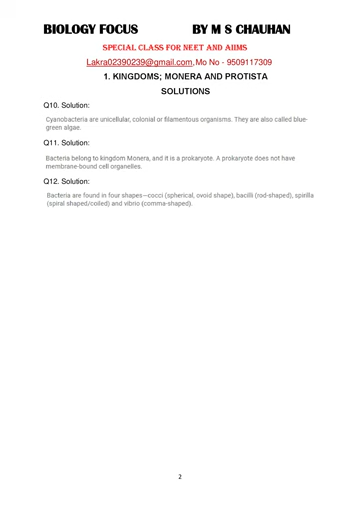 BIOLOGY FOCUS BY M S CHAUHAN
SPECIAL CLASS FOR NEET AND AIIMS
Lakra02390239@gmail.com,Mo No - 9509117309
1. KINGDOMS; MONERA AND PROTISTA
SOLUTIONS
Q10. Solution:
Cyanobacteria are unicellular, colonial or filamentous organisms. They are also called blue-
green algae.
Q11. Solution:
Bacteria belong to kingdom Monera, and it is a prokaryote. A prokaryote does not have
membrane-bound cell organelles.
Q12. Solution:
Bacteria are found in four shapes—cocci (spherical, ovoid shape), bacilli (rod-shaped), spirilla
(spiral shaped/coiled) and vibrio (comma-shaped).
2